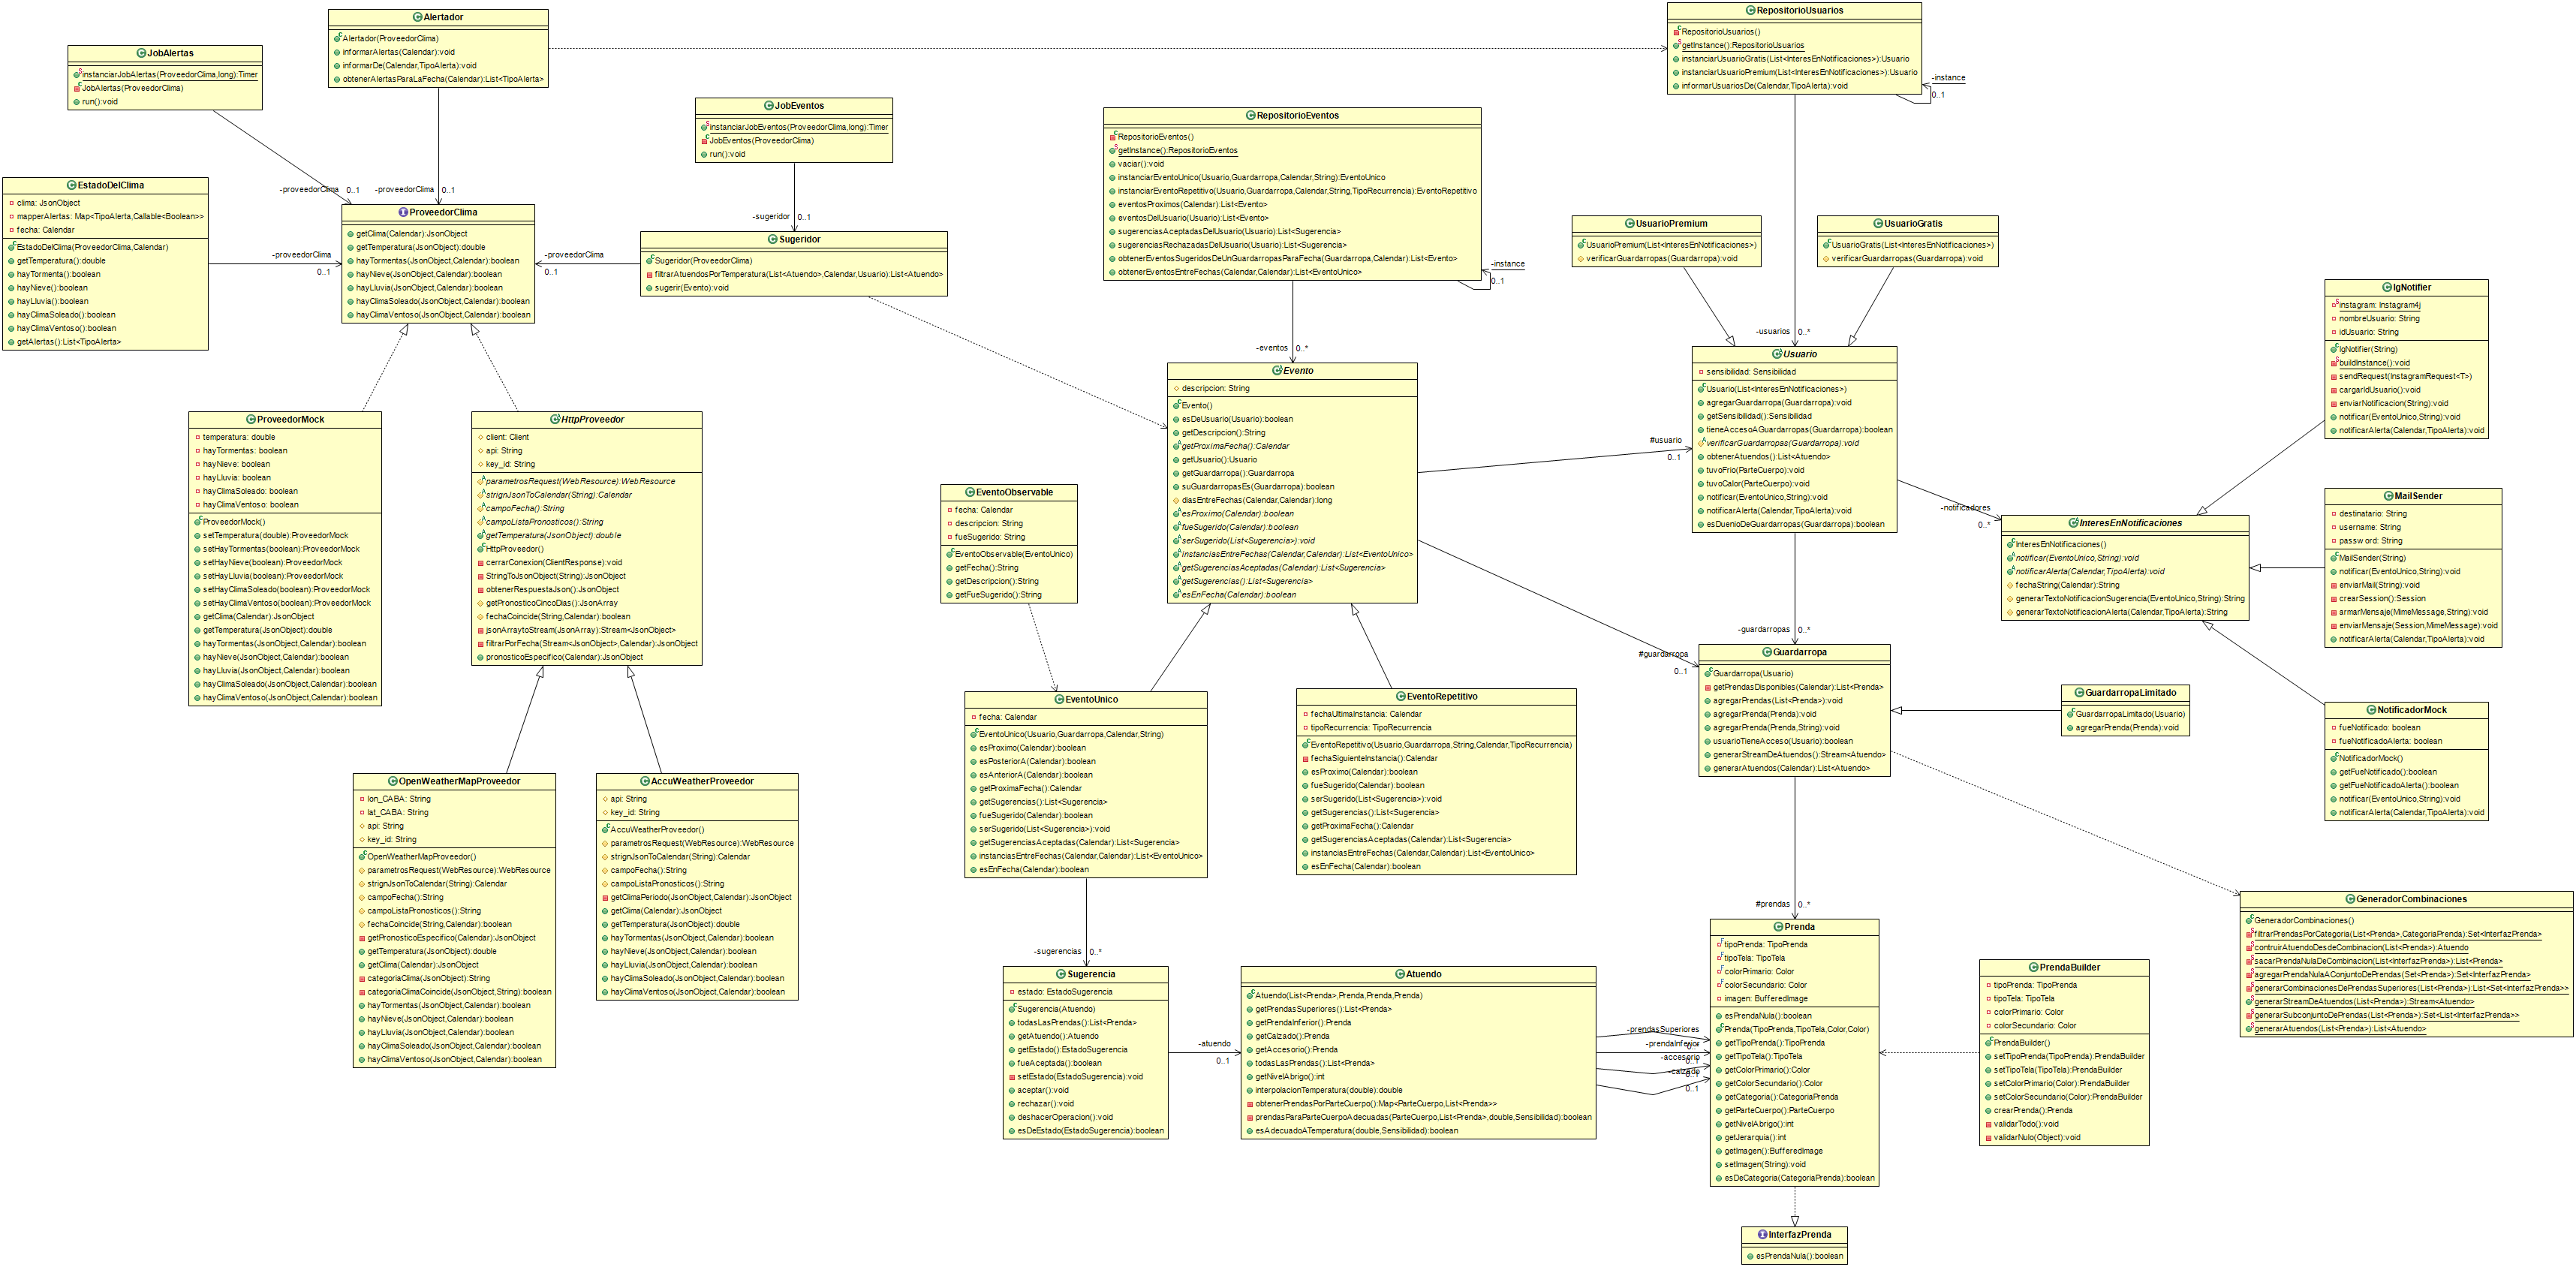 Alertador
Alertador(ProveedorClima)
informarAlertas(Calendar):void
informarDe(Calendar,TipoAlerta):void
obtenerAlertasParaLaFecha(Calendar):List<TipoAlerta>
JobAlertas
instanciarJobAlertas(ProveedorClima,long):Timer
JobAlertas(ProveedorClima)
run():void
JobEventos
instanciarJobEventos(ProveedorClima,long):Timer
JobEventos(ProveedorClima)
run():void
RepositorioUsuarios
RepositorioUsuarios()
getInstance():RepositorioUsuarios
instanciarUsuarioGratis(List<InteresEnNotificaciones>):Usuario
instanciarUsuarioPremium(List<InteresEnNotificaciones>):Usuario
informarUsuariosDe(Calendar,TipoAlerta):void
-instance
0..1
RepositorioEventos
RepositorioEventos()
getInstance():RepositorioEventos
vaciar():void
instanciarEventoUnico(Usuario,Guardarropa,Calendar,String):EventoUnico
instanciarEventoRepetitivo(Usuario,Guardarropa,Calendar,String,TipoRecurrencia):EventoRepetitivo
eventosProximos(Calendar):List<Evento>
eventosDelUsuario(Usuario):List<Evento>
sugerenciasAceptadasDelUsuario(Usuario):List<Sugerencia>
sugerenciasRechazadasDelUsuario(Usuario):List<Sugerencia>
obtenerEventosSugeridosDeUnGuardarropasParaFecha(Guardarropa,Calendar):List<Evento>
obtenerEventosEntreFechas(Calendar,Calendar):List<EventoUnico>
-instance
0..1
EstadoDelClima
clima: JsonObject
mapperAlertas: Map<TipoAlerta,Callable<Boolean>>
fecha: Calendar
EstadoDelClima(ProveedorClima,Calendar)
getTemperatura():double
hayTormenta():boolean
hayNieve():boolean
hayLluvia():boolean
hayClimaSoleado():boolean
hayClimaVentoso():boolean
getAlertas():List<TipoAlerta>
-proveedorClima
0..1
-proveedorClima
0..1
-proveedorClima
0..1
-proveedorClima
0..1
ProveedorClima
getClima(Calendar):JsonObject
getTemperatura(JsonObject):double
hayTormentas(JsonObject,Calendar):boolean
hayNieve(JsonObject,Calendar):boolean
hayLluvia(JsonObject,Calendar):boolean
hayClimaSoleado(JsonObject,Calendar):boolean
hayClimaVentoso(JsonObject,Calendar):boolean
-sugeridor
0..1
Sugeridor
Sugeridor(ProveedorClima)
filtrarAtuendosPorTemperatura(List<Atuendo>,Calendar,Usuario):List<Atuendo>
sugerir(Evento):void
UsuarioPremium
UsuarioPremium(List<InteresEnNotificaciones>)
verificarGuardarropas(Guardarropa):void
UsuarioGratis
UsuarioGratis(List<InteresEnNotificaciones>)
verificarGuardarropas(Guardarropa):void
IgNotifier
instagram: Instagram4j
nombreUsuario: String
idUsuario: String
IgNotifier(String)
buildInstance():void
sendRequest(InstagramRequest<T>)
cargarIdUsuario():void
enviarNotificacion(String):void
notificar(EventoUnico,String):void
notificarAlerta(Calendar,TipoAlerta):void
-eventos
0..*
-usuarios
0..*
Evento
descripcion: String
Evento()
esDeUsuario(Usuario):boolean
getDescripcion():String
getProximaFecha():Calendar
getUsuario():Usuario
getGuardarropa():Guardarropa
suGuardarropasEs(Guardarropa):boolean
diasEntreFechas(Calendar,Calendar):long
esProximo(Calendar):boolean
fueSugerido(Calendar):boolean
serSugerido(List<Sugerencia>):void
instanciasEntreFechas(Calendar,Calendar):List<EventoUnico>
getSugerenciasAceptadas(Calendar):List<Sugerencia>
getSugerencias():List<Sugerencia>
esEnFecha(Calendar):boolean
#usuario
0..1
Usuario
sensibilidad: Sensibilidad
Usuario(List<InteresEnNotificaciones>)
agregarGuardarropa(Guardarropa):void
getSensibilidad():Sensibilidad
tieneAccesoAGuardarropas(Guardarropa):boolean
verificarGuardarropas(Guardarropa):void
obtenerAtuendos():List<Atuendo>
tuvoFrio(ParteCuerpo):void
tuvoCalor(ParteCuerpo):void
notificar(EventoUnico,String):void
notificarAlerta(Calendar,TipoAlerta):void
esDuenioDeGuardarropas(Guardarropa):boolean
-notificadores
0..*
InteresEnNotificaciones
InteresEnNotificaciones()
notificar(EventoUnico,String):void
notificarAlerta(Calendar,TipoAlerta):void
fechaString(Calendar):String
generarTextoNotificacionSugerencia(EventoUnico,String):String
generarTextoNotificacionAlerta(Calendar,TipoAlerta):String
MailSender
destinatario: String
username: String
password: String
MailSender(String)
notificar(EventoUnico,String):void
enviarMail(String):void
crearSession():Session
armarMensaje(MimeMessage,String):void
enviarMensaje(Session,MimeMessage):void
notificarAlerta(Calendar,TipoAlerta):void
ProveedorMock
temperatura: double
hayTormentas: boolean
hayNieve: boolean
hayLluvia: boolean
hayClimaSoleado: boolean
hayClimaVentoso: boolean
ProveedorMock()
setTemperatura(double):ProveedorMock
setHayTormentas(boolean):ProveedorMock
setHayNieve(boolean):ProveedorMock
setHayLluvia(boolean):ProveedorMock
setHayClimaSoleado(boolean):ProveedorMock
setHayClimaVentoso(boolean):ProveedorMock
getClima(Calendar):JsonObject
getTemperatura(JsonObject):double
hayTormentas(JsonObject,Calendar):boolean
hayNieve(JsonObject,Calendar):boolean
hayLluvia(JsonObject,Calendar):boolean
hayClimaSoleado(JsonObject,Calendar):boolean
hayClimaVentoso(JsonObject,Calendar):boolean
HttpProveedor
client: Client
api: String
key_id: String
parametrosRequest(WebResource):WebResource
strignJsonToCalendar(String):Calendar
campoFecha():String
campoListaPronosticos():String
getTemperatura(JsonObject):double
HttpProveedor()
cerrarConexion(ClientResponse):void
StringToJsonObject(String):JsonObject
obtenerRespuestaJson():JsonObject
getPronosticoCincoDias():JsonArray
fechaCoincide(String,Calendar):boolean
jsonArraytoStream(JsonArray):Stream<JsonObject>
filtrarPorFecha(Stream<JsonObject>,Calendar):JsonObject
pronosticoEspecifico(Calendar):JsonObject
EventoObservable
fecha: Calendar
descripcion: String
fueSugerido: String
EventoObservable(EventoUnico)
getFecha():String
getDescripcion():String
getFueSugerido():String
-guardarropas
0..*
#guardarropa
0..1
Guardarropa
Guardarropa(Usuario)
getPrendasDisponibles(Calendar):List<Prenda>
agregarPrendas(List<Prenda>):void
agregarPrenda(Prenda):void
agregarPrenda(Prenda,String):void
usuarioTieneAcceso(Usuario):boolean
generarStreamDeAtuendos():Stream<Atuendo>
generarAtuendos(Calendar):List<Atuendo>
GuardarropaLimitado
GuardarropaLimitado(Usuario)
agregarPrenda(Prenda):void
NotificadorMock
fueNotificado: boolean
fueNotificadoAlerta: boolean
NotificadorMock()
getFueNotificado():boolean
getFueNotificadoAlerta():boolean
notificar(EventoUnico,String):void
notificarAlerta(Calendar,TipoAlerta):void
EventoUnico
fecha: Calendar
EventoUnico(Usuario,Guardarropa,Calendar,String)
esProximo(Calendar):boolean
esPosteriorA(Calendar):boolean
esAnteriorA(Calendar):boolean
getProximaFecha():Calendar
getSugerencias():List<Sugerencia>
fueSugerido(Calendar):boolean
serSugerido(List<Sugerencia>):void
getSugerenciasAceptadas(Calendar):List<Sugerencia>
instanciasEntreFechas(Calendar,Calendar):List<EventoUnico>
esEnFecha(Calendar):boolean
EventoRepetitivo
fechaUltimaInstancia: Calendar
tipoRecurrencia: TipoRecurrencia
EventoRepetitivo(Usuario,Guardarropa,String,Calendar,TipoRecurrencia)
fechaSiguienteInstancia():Calendar
esProximo(Calendar):boolean
fueSugerido(Calendar):boolean
serSugerido(List<Sugerencia>):void
getSugerencias():List<Sugerencia>
getProximaFecha():Calendar
getSugerenciasAceptadas(Calendar):List<Sugerencia>
instanciasEntreFechas(Calendar,Calendar):List<EventoUnico>
esEnFecha(Calendar):boolean
OpenWeatherMapProveedor
lon_CABA: String
lat_CABA: String
api: String
key_id: String
OpenWeatherMapProveedor()
parametrosRequest(WebResource):WebResource
strignJsonToCalendar(String):Calendar
campoFecha():String
campoListaPronosticos():String
fechaCoincide(String,Calendar):boolean
getPronosticoEspecifico(Calendar):JsonObject
getTemperatura(JsonObject):double
getClima(Calendar):JsonObject
categoriaClima(JsonObject):String
categoriaClimaCoincide(JsonObject,String):boolean
hayTormentas(JsonObject,Calendar):boolean
hayNieve(JsonObject,Calendar):boolean
hayLluvia(JsonObject,Calendar):boolean
hayClimaSoleado(JsonObject,Calendar):boolean
hayClimaVentoso(JsonObject,Calendar):boolean
AccuWeatherProveedor
api: String
key_id: String
AccuWeatherProveedor()
parametrosRequest(WebResource):WebResource
strignJsonToCalendar(String):Calendar
campoFecha():String
campoListaPronosticos():String
getClimaPeriodo(JsonObject,Calendar):JsonObject
getClima(Calendar):JsonObject
getTemperatura(JsonObject):double
hayTormentas(JsonObject,Calendar):boolean
hayNieve(JsonObject,Calendar):boolean
hayLluvia(JsonObject,Calendar):boolean
hayClimaSoleado(JsonObject,Calendar):boolean
hayClimaVentoso(JsonObject,Calendar):boolean
GeneradorCombinaciones
GeneradorCombinaciones()
filtrarPrendasPorCategoria(List<Prenda>,CategoriaPrenda):Set<InterfazPrenda>
contruirAtuendoDesdeCombinacion(List<Prenda>):Atuendo
sacarPrendaNulaDeCombinacion(List<InterfazPrenda>):List<Prenda>
agregarPrendaNulaAConjuntoDePrendas(Set<Prenda>):Set<InterfazPrenda>
generarCombinacionesDePrendasSuperiores(List<Prenda>):List<Set<InterfazPrenda>>
generarStreamDeAtuendos(List<Prenda>):Stream<Atuendo>
generarSubconjuntoDePrendas(List<Prenda>):Set<List<InterfazPrenda>>
generarAtuendos(List<Prenda>):List<Atuendo>
-sugerencias
0..*
#prendas
0..*
Sugerencia
estado: EstadoSugerencia
Sugerencia(Atuendo)
todasLasPrendas():List<Prenda>
getAtuendo():Atuendo
getEstado():EstadoSugerencia
fueAceptada():boolean
setEstado(EstadoSugerencia):void
aceptar():void
rechazar():void
deshacerOperacion():void
esDeEstado(EstadoSugerencia):boolean
-atuendo
0..1
Atuendo
Atuendo(List<Prenda>,Prenda,Prenda,Prenda)
getPrendasSuperiores():List<Prenda>
getPrendaInferior():Prenda
getCalzado():Prenda
getAccesorio():Prenda
todasLasPrendas():List<Prenda>
getNivelAbrigo():int
interpolacionTemperatura(double):double
obtenerPrendasPorParteCuerpo():Map<ParteCuerpo,List<Prenda>>
prendasParaParteCuerpoAdecuadas(ParteCuerpo,List<Prenda>,double,Sensibilidad):boolean
esAdecuadoATemperatura(double,Sensibilidad):boolean
-prendasSuperiores
-prendaInferior
-accesorio
-calzado
0..1
Prenda
tipoPrenda: TipoPrenda
tipoTela: TipoTela
colorPrimario: Color
colorSecundario: Color
imagen: BufferedImage
esPrendaNula():boolean
Prenda(TipoPrenda,TipoTela,Color,Color)
getTipoPrenda():TipoPrenda
getTipoTela():TipoTela
getColorPrimario():Color
getColorSecundario():Color
getCategoria():CategoriaPrenda
getParteCuerpo():ParteCuerpo
getNivelAbrigo():int
getJerarquia():int
getImagen():BufferedImage
setImagen(String):void
esDeCategoria(CategoriaPrenda):boolean
PrendaBuilder
tipoPrenda: TipoPrenda
tipoTela: TipoTela
colorPrimario: Color
colorSecundario: Color
PrendaBuilder()
setTipoPrenda(TipoPrenda):PrendaBuilder
setTipoTela(TipoTela):PrendaBuilder
setColorPrimario(Color):PrendaBuilder
setColorSecundario(Color):PrendaBuilder
crearPrenda():Prenda
validarTodo():void
validarNulo(Object):void
InterfazPrenda
esPrendaNula():boolean